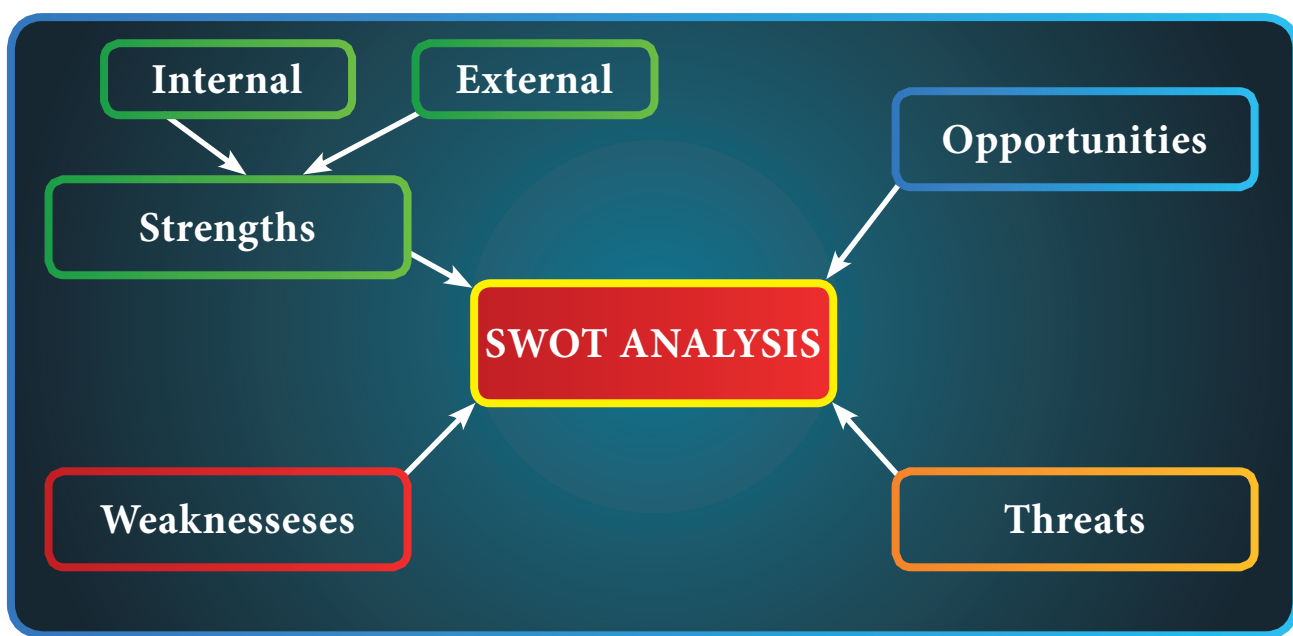 Internal
External
Opportunities
Strengths
SWOT ANALYSIS
Weaknesseses
Threats